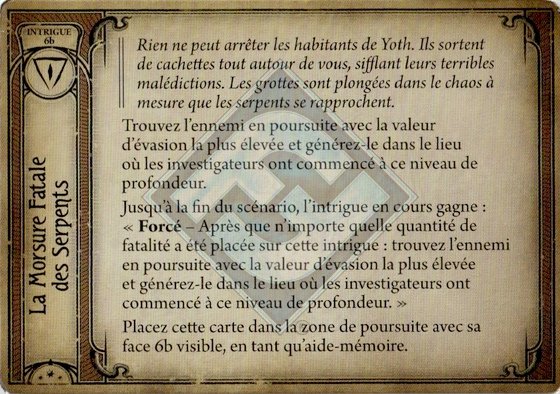 INTRIGUE
6b
La Morsure Fatale
des Serpents
Rien ne peut arrêter les habitants de Yoth. Ils sortent
de cachettes tout autour de vous, sifflant leurs terribles
malédictions. Les grottes sont plongées dans le chaos à
mesure que les serpents se rapprochent.
Trouvez l'ennemi en poursuite avec la valeur
d'évasion la plus élevée et générez-le dans le lieu
où les investigateurs ont commencé à ce niveau de
profondeur.
Jusqu'à la fin du scénario, l'intrigue en cours gagne :
« Forcé – Après que n'importe quelle quantité de
fatalité a été placée sur cette intrigue : trouvez l'ennemi
en poursuite avec la valeur d'évasion la plus élevée
et générez-le dans le lieu où les investigateurs ont
commencé à ce niveau de profondeur. »
Placez cette carte dans la zone de poursuite avec sa
face 6b visible, en tant qu'aide-mémoire.